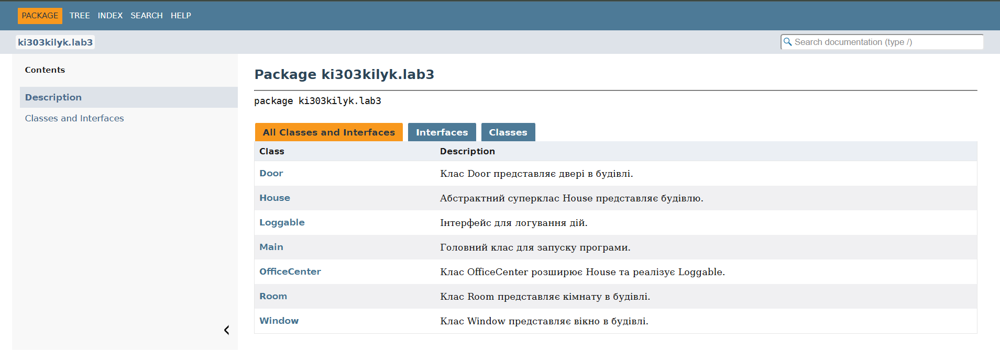 PACKAGE TREE INDEX SEARCH HELP
ki303kilyk.lab3
Search documentation (type /)
Contents
Description
Classes and Interfaces
Package ki303kilyk.lab3
package ki303kilyk.lab3
All Classes and Interfaces Interfaces Classes
Class Description
Door Клас Door представляє двері в будівлі.
House Абстрактний суперклас House представляє будівлю.
Loggable Інтерфейс для логування дій.
Main Головний клас для запуску програми.
OfficeCenter Клас OfficeCenter розширює House та реалізує Loggable.
Room Клас Room представляє кімнату в будівлі.
Window Клас Window представляє вікно в будівлі.